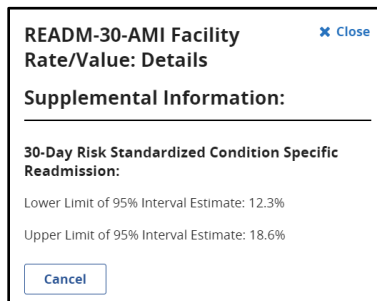 READM-30-AMI Facility
Rate/Value: Details
✖ Close
Supplemental Information:
30-Day Risk Standardized Condition Specific
Readmission:
Lower Limit of 95% Interval Estimate: 12.3%
Upper Limit of 95% Interval Estimate: 18.6%
Cancel